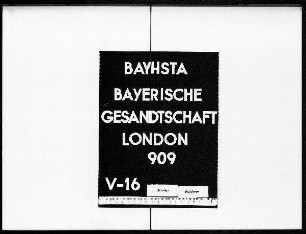 BAYHSTA
BAYERISCHE
GESANDTSCHAFT
LONDON
909
V-16